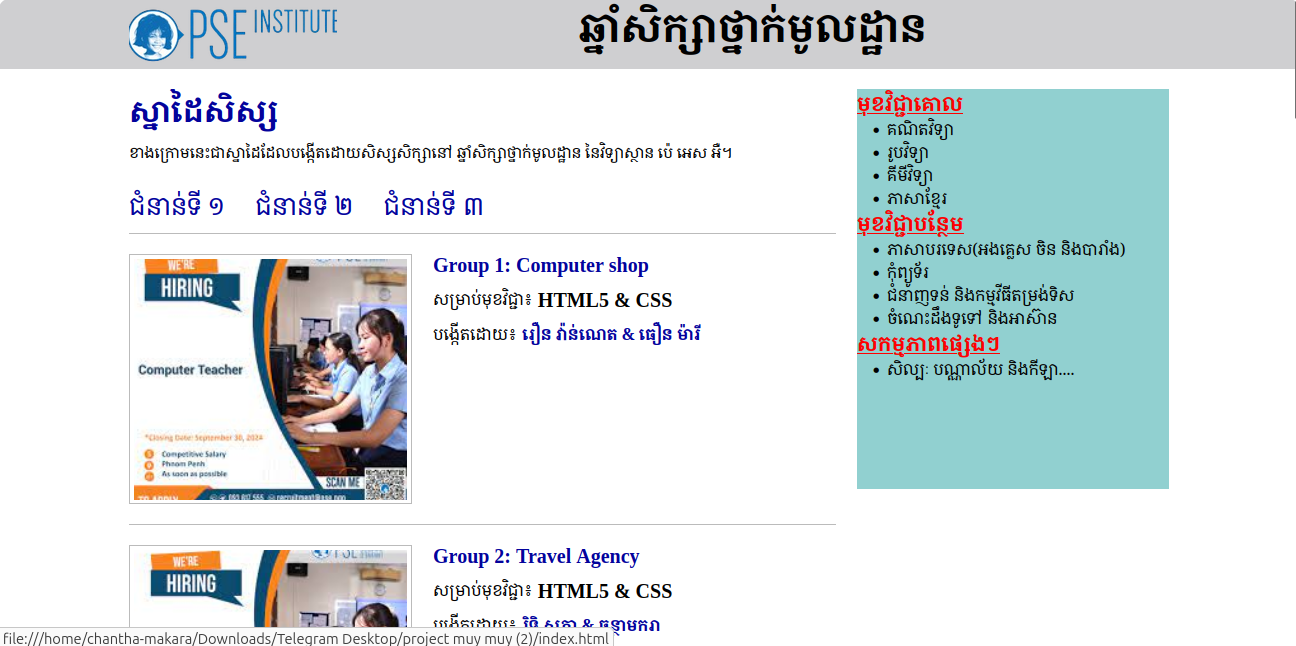 PSE INSTITUTE
ឆ្នាំសិក្សាថ្នាក់មូលដ្ឋាន
ស្នាដៃសិស្ស
ខាងក្រោមនេះជាស្នាដៃដែលបង្កើតដោយសិស្សសិក្សានៅ ឆ្នាំសិក្សាថ្នាក់មូលដ្ឋាន នៃវិទ្យាស្ថាន ប៉េ អេស អឺ។
ជំនាន់ទី ១ ជំនាន់ទី ២ ជំនាន់ទី ៣
WE'RE
HIRING
Computer Teacher
*Closing Date: September 30, 2024
Competitive Salary
Phnom Penh
As soon as possible
SCAN ME
TO APPLY
Group 1: Computer shop
សម្រាប់មុខវិជ្ជា៖ HTML5 & CSS
បង្កើតដោយ៖ រឿន វ៉ាន់ណេត & ធឿន ម៉ារី
WE'RE
HIRING
PSE
Group 2: Travel Agency
សម្រាប់មុខវិជ្ជា៖ HTML5 & CSS
បង្កើតដោយ៖
មុខវិជ្ជាគោល
គណិតវិទ្យា
រូបវិទ្យា
គីមីវិទ្យា
ភាសាខ្មែរ
មុខវិជ្ជាបន្ថែម
ភាសាបរទេស(អងគ្លេស ចិន និងបារាំង)
កុំព្យូទ័រ
ជំនាញទន់ និងកម្មវីធីតម្រង់ទិស
ចំណេះដឹងទូទៅ និងអាស៊ាន
សកម្មភាពផ្សេងៗ
សិល្បៈ បណ្ណាល័យ និងកីឡា....
file:///home/chantha-makara/Downloads/Telegram Desktop/project muy muy (2)/index.html